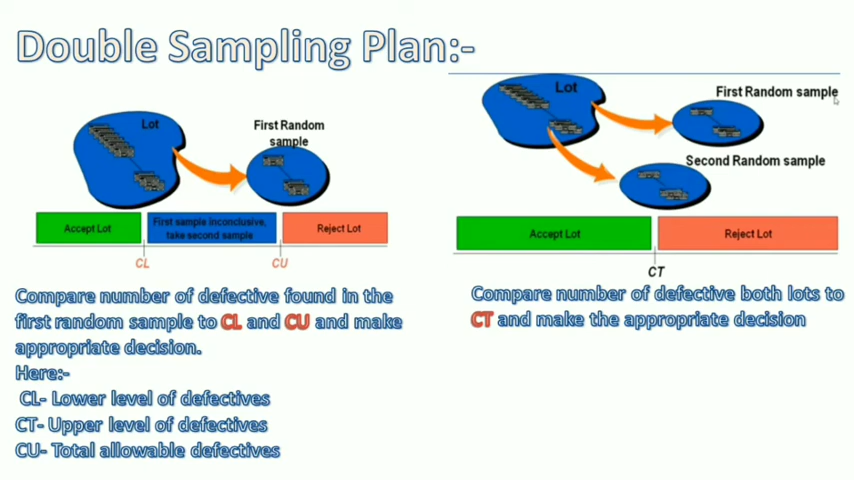 Double Sampling Plan:-
Lot
First Random
sample
Accept Lot
First sample inconclusive,
take second sample
Reject Lot
CL
CU
Compare number of defective found in the
first random sample to CL and CU and make
appropriate decision.
Here:-
CL- Lower level of defectives
CT- Upper level of defectives
CU- Total allowable defectives
Lot
First Random sample
Second Random sample
Accept Lot
Reject Lot
CT
Compare number of defective both lots to
CT and make the appropriate decision